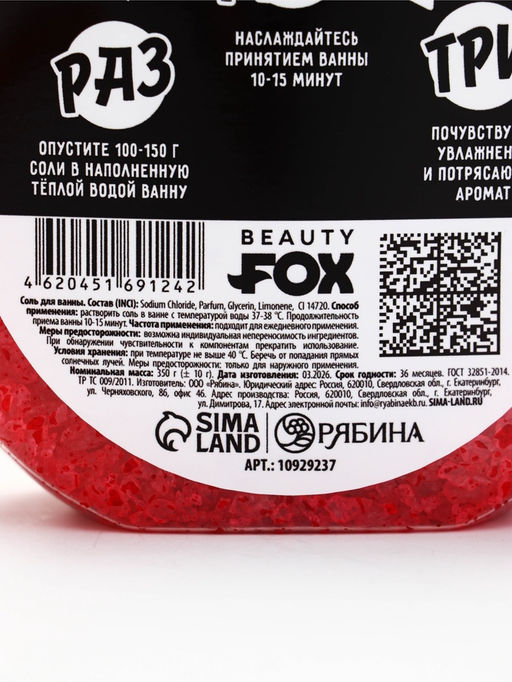 РАЗ
ОПУСТИТЕ 100-150 Г
СОЛИ В НАПОЛНЕННУЮ
ТЁПЛОЙ ВОДОЙ ВАННУ
НАСЛАЖДАЙТЕСЬ
ПРИНЯТИЕМ ВАННЫ
10-15 МИНУТ
ТРИ
ПОЧУВСТВУ
УВЛАЖНЕН
И ПОТРЯСАЮ
АРОМАТ
4 620451 691242
BEAUTY
FOX
SIMA-LAND.RU
Соль для ванны. Состав (INCI): Sodium Chloride, Parfum, Glycerin, Limonene, CI 14720. Способ
применения: растворить соль в ванне с температурой воды 37-38 °С. Продолжительность
приема ванны 10-15 минут. Частота применения: подходит для ежедневного применения.
Меры предосторожности: возможна индивидуальная непереносимость ингредиентов.
При обнаружении чувствительности к компонентам прекратить использование.
Условия хранения: при температуре не выше 40 °С. Беречь от попадания прямых
солнечных лучей. Меры предосторожности: только для наружного применения.
Номинальная масса: 350 г (± 10 г). Дата изготовления: 03.2026. Срок годности: 36 месяцев. ГОСТ 32851-2014.
ТР ТС 009/2011. Изготовитель: ООО «Рябина». Юридический адрес: Россия, 620010, Свердловская обл., г. Екатеринбург,
ул. Черняховского, 86, офис 46. Адрес производства: Россия, 620010, Свердловская обл., г. Екатеринбург,
ул. Димитрова, 17. Адрес электронной почты: info@ryabinaekb.ru. SIMA-LAND.RU
SIMA
LAND
РЯБИНА
АРТ.: 10929237